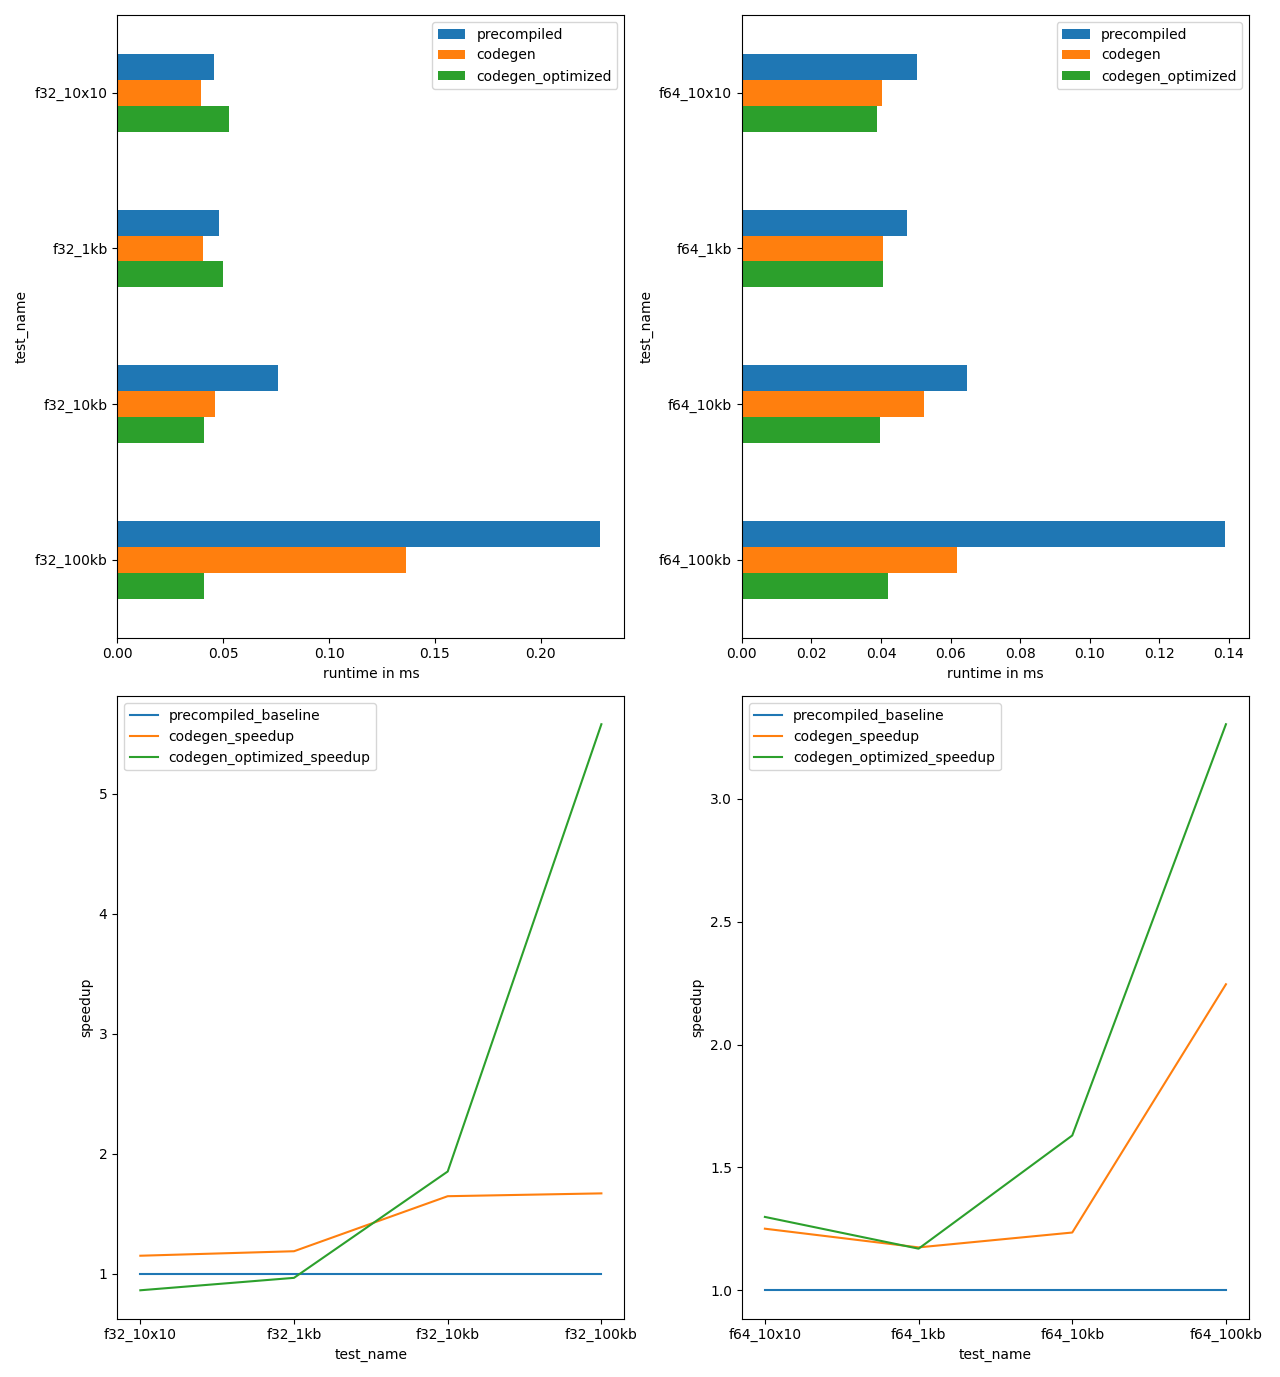 precompiled
codegen
codegen_optimized
f32_10x10
f32_1kb
f32_10kb
f32_100kb
test_name
0.00 0.05 0.10 0.15 0.20
runtime in ms
precompiled
codegen
codegen_optimized
f64_10x10
f64_1kb
f64_10kb
f64_100kb
test_name
0.00 0.02 0.04 0.06 0.08 0.10 0.12 0.14
runtime in ms
precompiled_baseline
codegen_speedup
codegen_optimized_speedup
5
4
3
2
1
speedup
f32_10x10 f32_1kb f32_10kb f32_100kb
test_name
precompiled_baseline
codegen_speedup
codegen_optimized_speedup
3.0
2.5
2.0
1.5
1.0
speedup
f64_10x10 f64_1kb f64_10kb f64_100kb
test_name